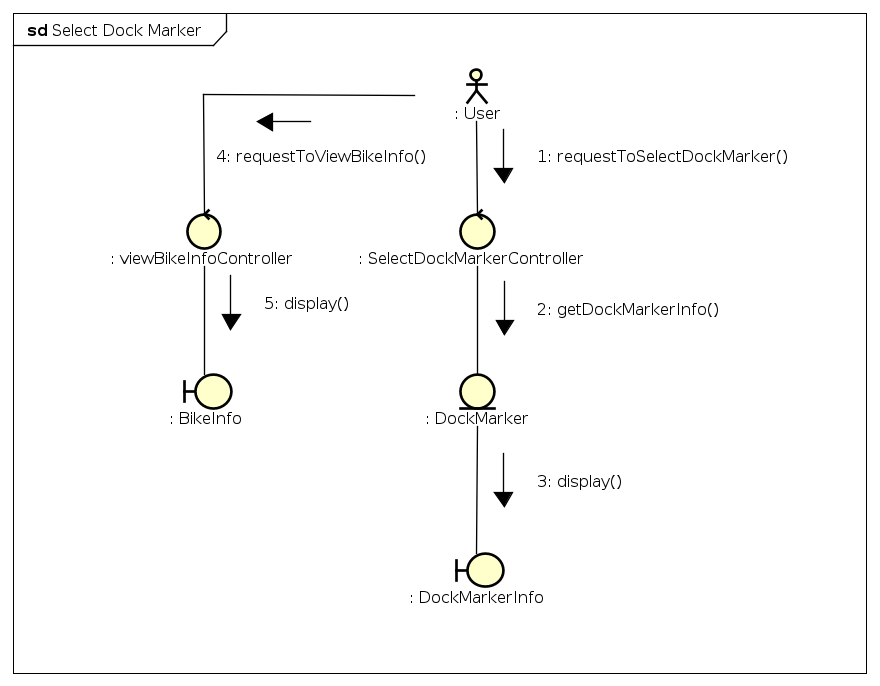 sd Select Dock Marker
: User
4: requestToViewBikeInfo()
1: requestToSelectDockMarker()
: viewBikeInfoController
: SelectDockMarkerController
5: display()
2: getDockMarkerInfo()
: BikeInfo
: DockMarker
3: display()
: DockMarkerInfo